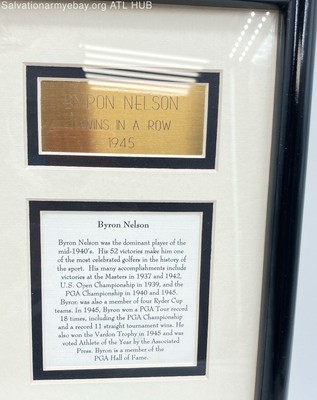 Salvationarmyebay.org ATL HUB
RON NELSON
WINS IN A ROW
1945
Byron Nelson
Byron Nelson was the dominant player of the
mid-1940's. His 52 victories make him one
of the most celebrated golfers in the history of
the sport. His many accomplishments include
victories at the Masters in 1937 and 1942,
U.S. Open Championship in 1939, and the
PGA Championship in 1940 and 1945.
Byron was also a member of four Ryder Cup
teams. In 1945, Byron won a PGA Tour record
18 times, including the PGA Championship
and a record 11 straight tournament wins. He
also won the Vardon Trophy in 1945 and was
voted Athlete of the Year by the Associated
Press. Byron is a member of the
PGA Hall of Fame.